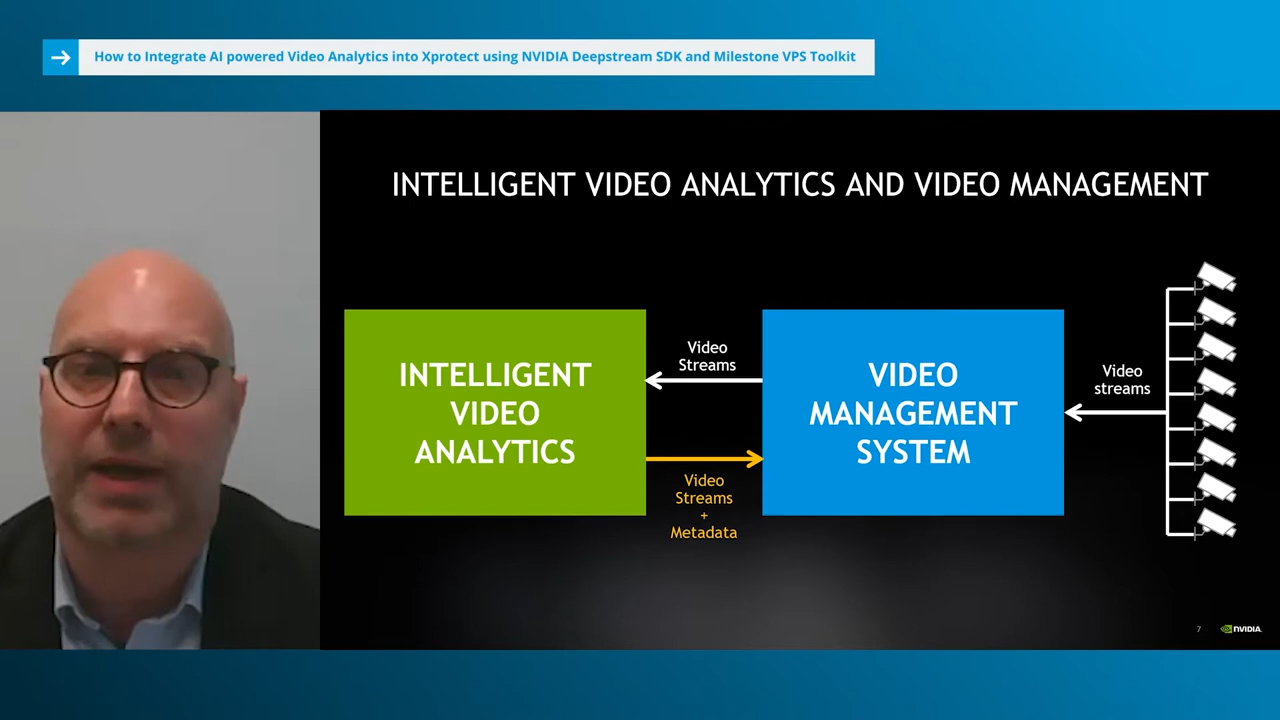 How to Integrate AI powered Video Analytics into Xprotect using NVIDIA Deepstream SDK and Milestone VPS Toolkit
INTELLIGENT VIDEO ANALYTICS AND VIDEO MANAGEMENT
INTELLIGENT
VIDEO
ANALYTICS
Video
Streams
Video
Streams
+
Metadata
VIDEO
MANAGEMENT
SYSTEM
Video
streams
7
NVIDIA.